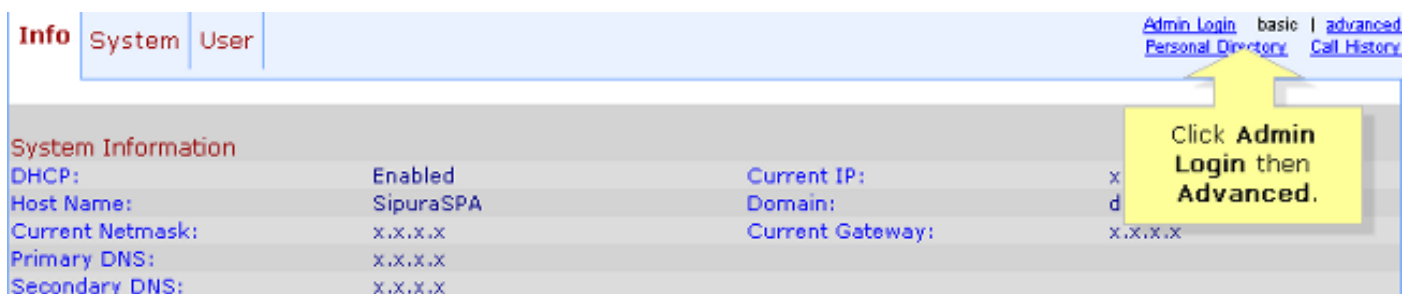 Info System User
Admin Login basic | advanced
Personal Directory Call History
Click Admin
Login then
Advanced.
System Information
DHCP: Enabled Current IP: x
Host Name: SipuraSPA Domain: d
Current Netmask: x.x.x.x Current Gateway: x.x.x.x
Primary DNS: x.x.x.x
Secondary DNS: x.x.x.x